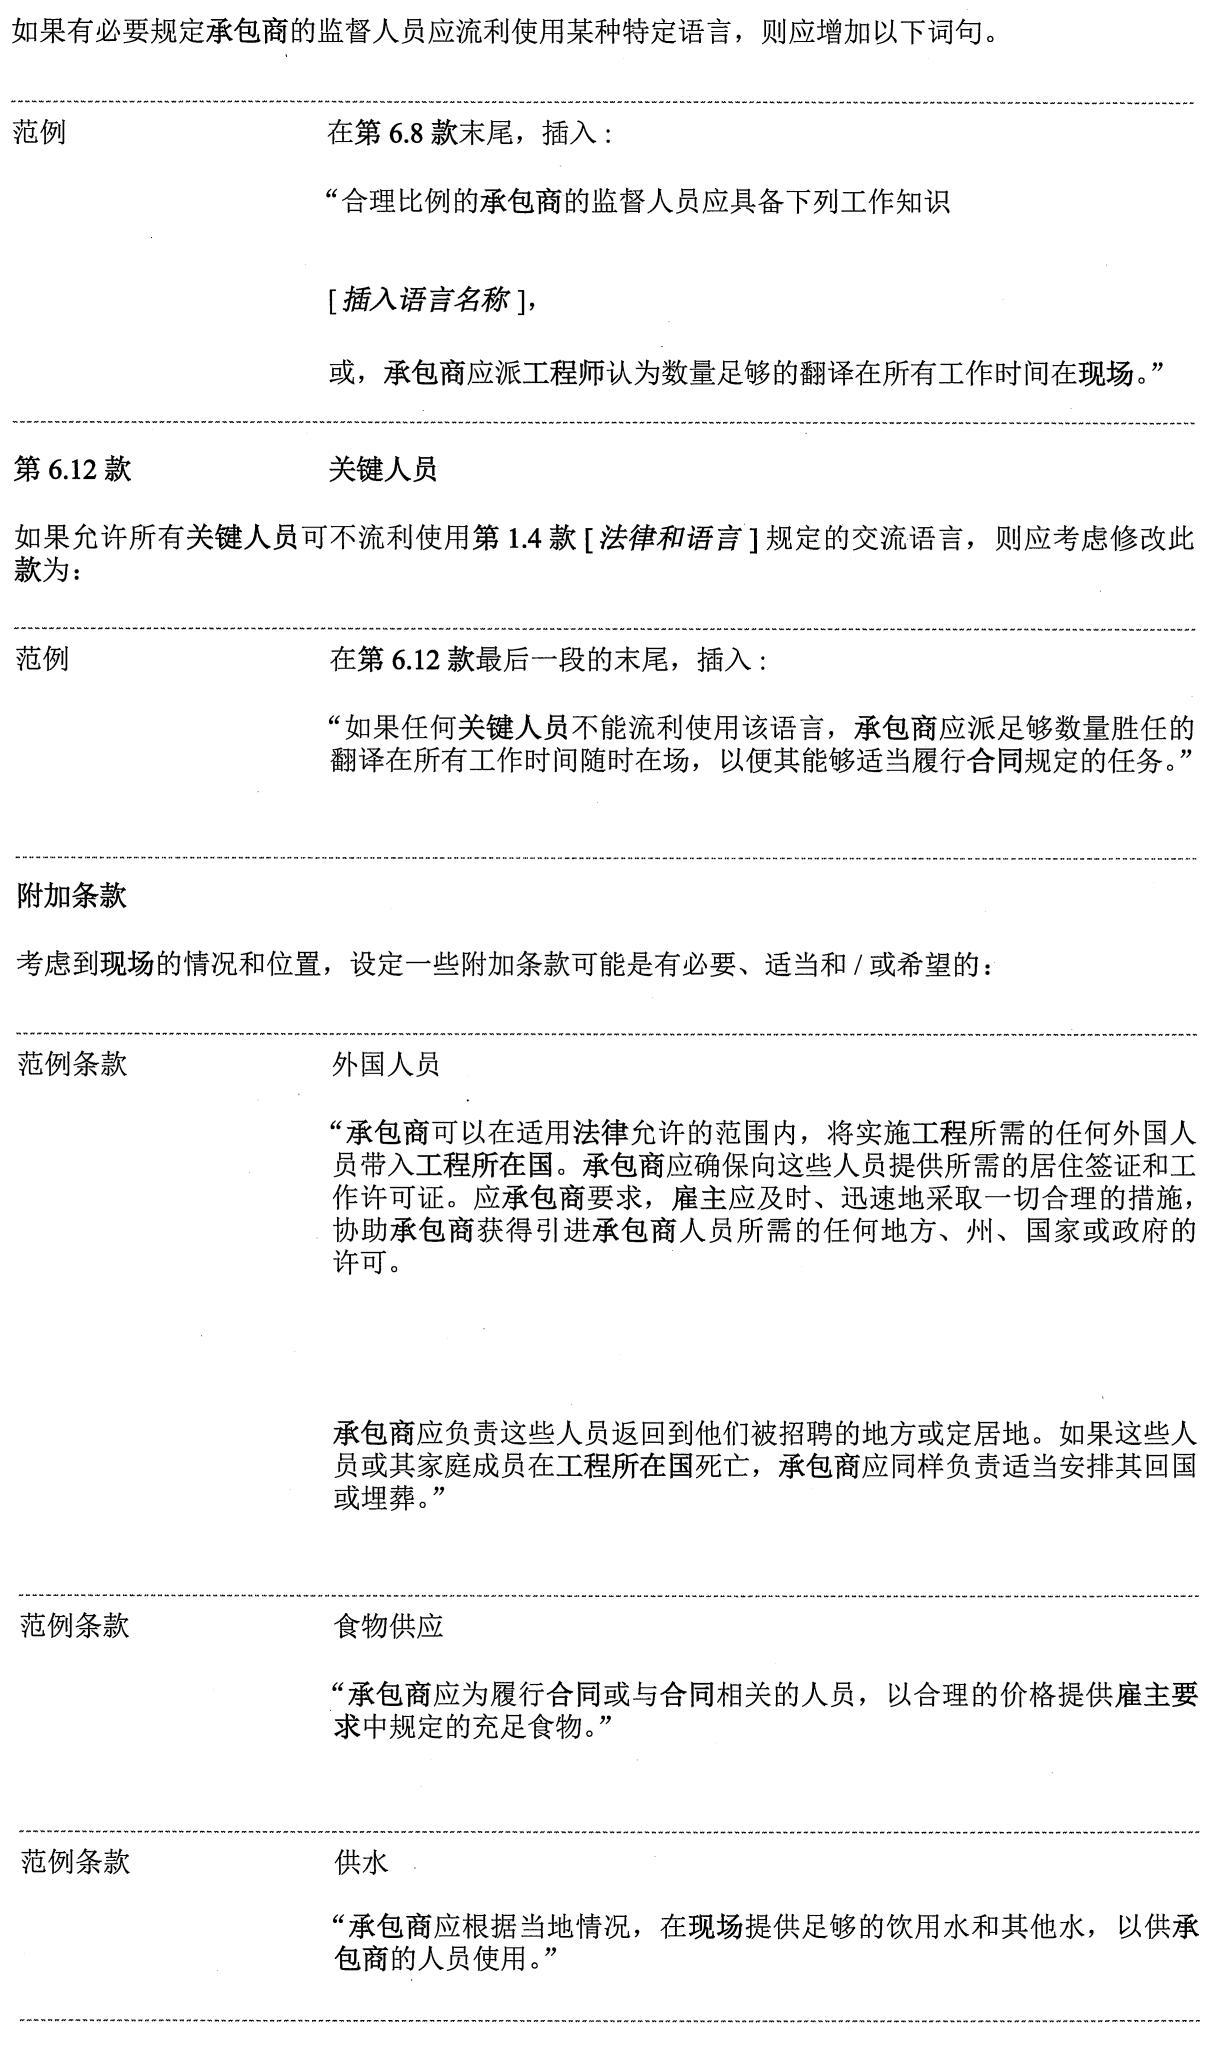 如果有必要规定承包商的监督人员应流利使用某种特定语言，则应增加以下词句。
范例 在第 6.8 款末尾，插入：
“合理比例的承包商的监督人员应具备下列工作知识
[ 插入语言名称 ]，
或，承包商应派工程师认为数量足够的翻译在所有工作时间在现场。”
第 6.12 款 关键人员
如果允许所有关键人员可不流利使用第 1.4 款 [ 法律和语言 ] 规定的交流语言，则应考虑修改此
款为：
范例 在第 6.12 款最后一段的末尾，插入：
“如果任何关键人员不能流利使用该语言，承包商应派足够数量胜任的
翻译在所有工作时间随时在场，以便其能够适当履行合同规定的任务。”
附加条款
考虑到现场的情况和位置，设定一些附加条款可能是有必要、适当和 / 或希望的：
范例条款 外国人员
“承包商可以在适用法律允许的范围内，将实施工程所需的任何外国人
员带入工程所在国。承包商应确保向这些人员提供所需的居住签证和工
作许可证。应承包商要求，雇主应及时、迅速地采取一切合理的措施，
协助承包商获得引进承包商人员所需的任何地方、州、国家或政府的
许可。
承包商应负责这些人员返回到他们被招聘的地方或定居地。如果这些人
员或其家庭成员在工程所在国死亡，承包商应同样负责适当安排其回国
或埋葬。”
范例条款 食物供应
“承包商应为履行合同或与合同相关的人员，以合理的价格提供雇主要
求中规定的充足食物。”
范例条款 供水
“承包商应根据当地情况，在现场提供足够的饮用水和其他水，以供承
包商的人员使用。”